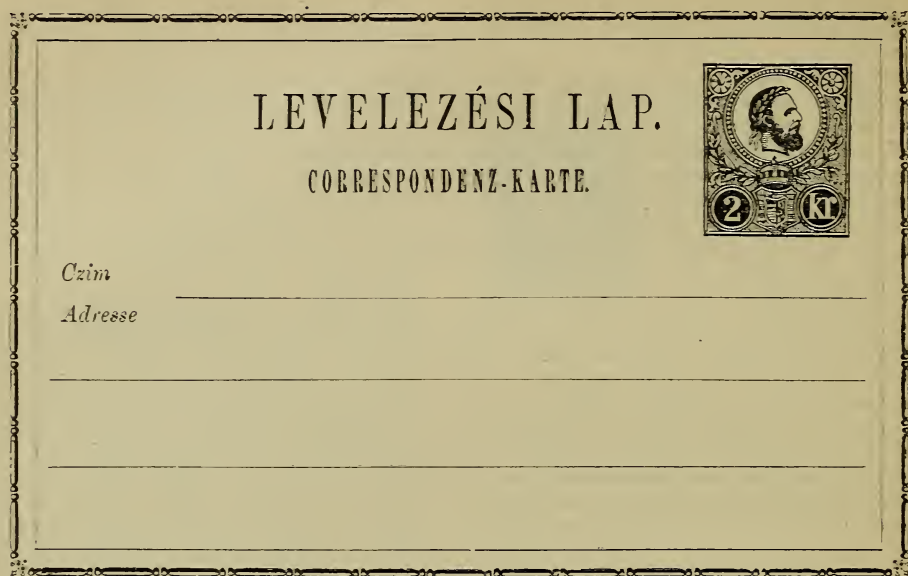 LEVELEZÉSI LAP.
CORRESPONDENZ-KARTE.
2 kr
Czim
Adresse